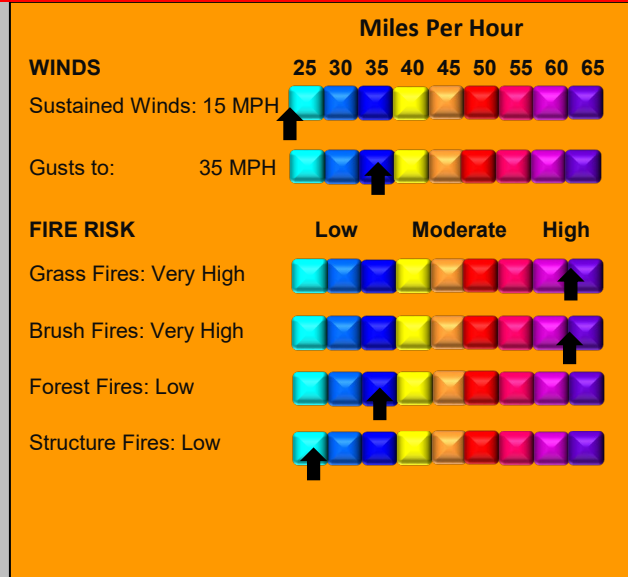 Miles Per Hour
WINDS 25 30 35 40 45 50 55 60 65
Sustained Winds: 15 MPH
Gusts to: 35 MPH
FIRE RISK Low Moderate High
Grass Fires: Very High
Brush Fires: Very High
Forest Fires: Low
Structure Fires: Low